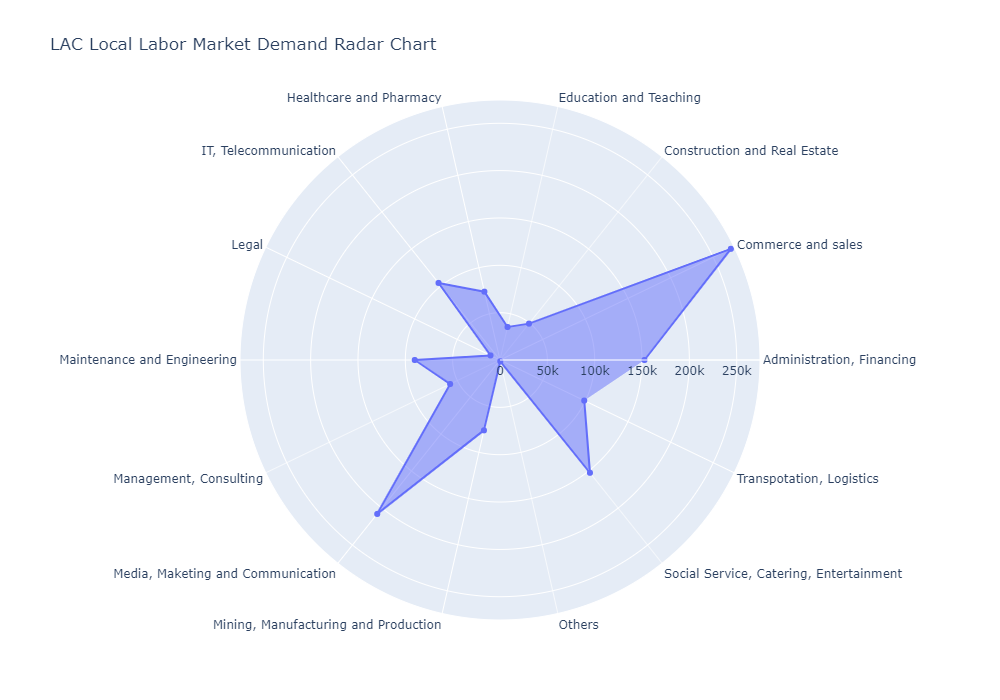 LAC Local Labor Market Demand Radar Chart
Healthcare and Pharmacy
Education and Teaching
IT, Telecommunication
Construction and Real Estate
Legal
Commerce and sales
Maintenance and Engineering
Administration, Financing
0 50k 100k 150k 200k 250k
Management, Consulting
Transpotation, Logistics
Media, Maketing and Communication
Social Service, Catering, Entertainment
Mining, Manufacturing and Production
Others